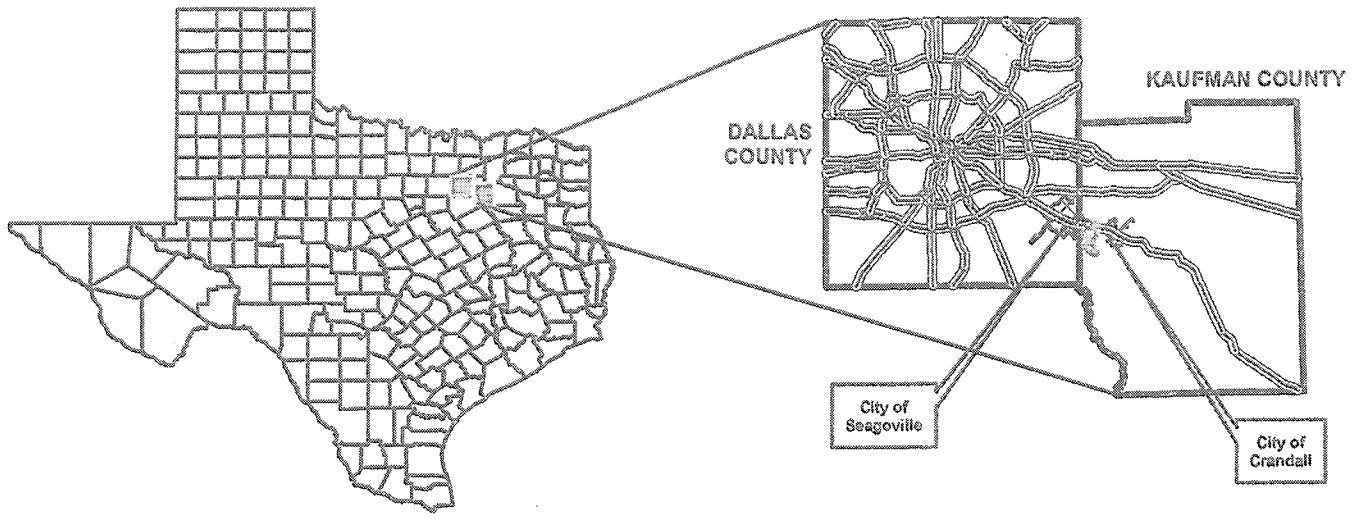 KAUFMAN COUNTY
DALLAS
COUNTY
City of
Seagoville
City of
Crandall